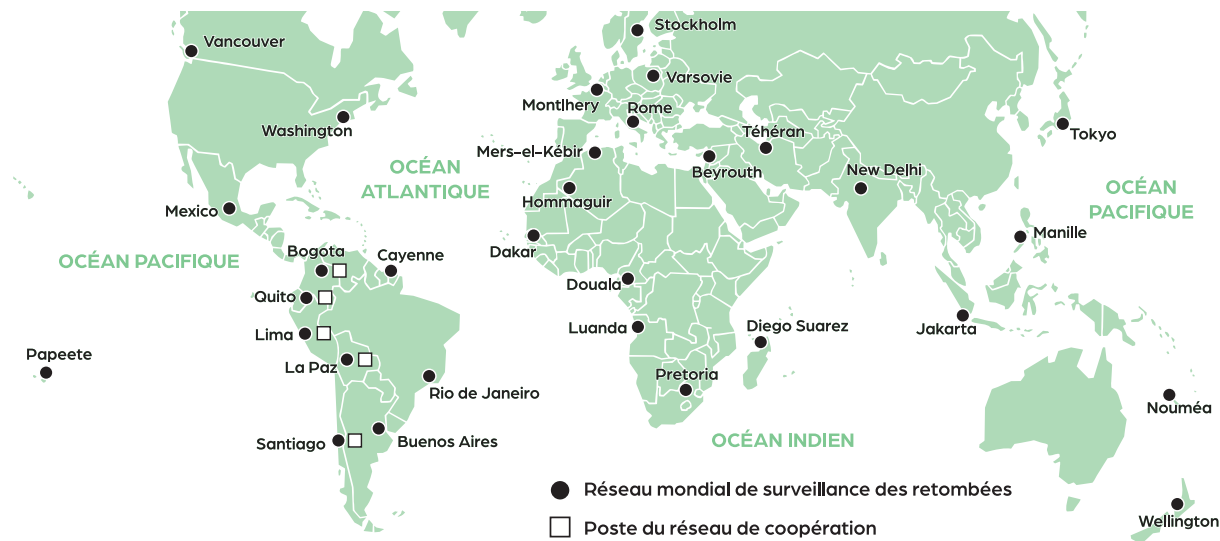 Stockholm
Vancouver
Varsovie
Montlhery
Rome
Washington
Téhéran
Tokyo
Mers-el-Kébir
Beyrouth
New Delhi
OCÉAN
ATLANTIQUE
OCÉAN
PACIFIQUE
Hommaguir
Mexico
Manille
Dakar
Bogota
Cayenne
OCÉAN PACIFIQUE
Douala
Quito
Luanda
Diego Suarez
Jakarta
Lima
Papeete
La Paz
Pretoria
Rio de Janeiro
Nouméa
Santiago
Buenos Aires
OCÉAN INDIEN
Réseau mondial de surveillance des retombées
Wellington
Poste du réseau de coopération